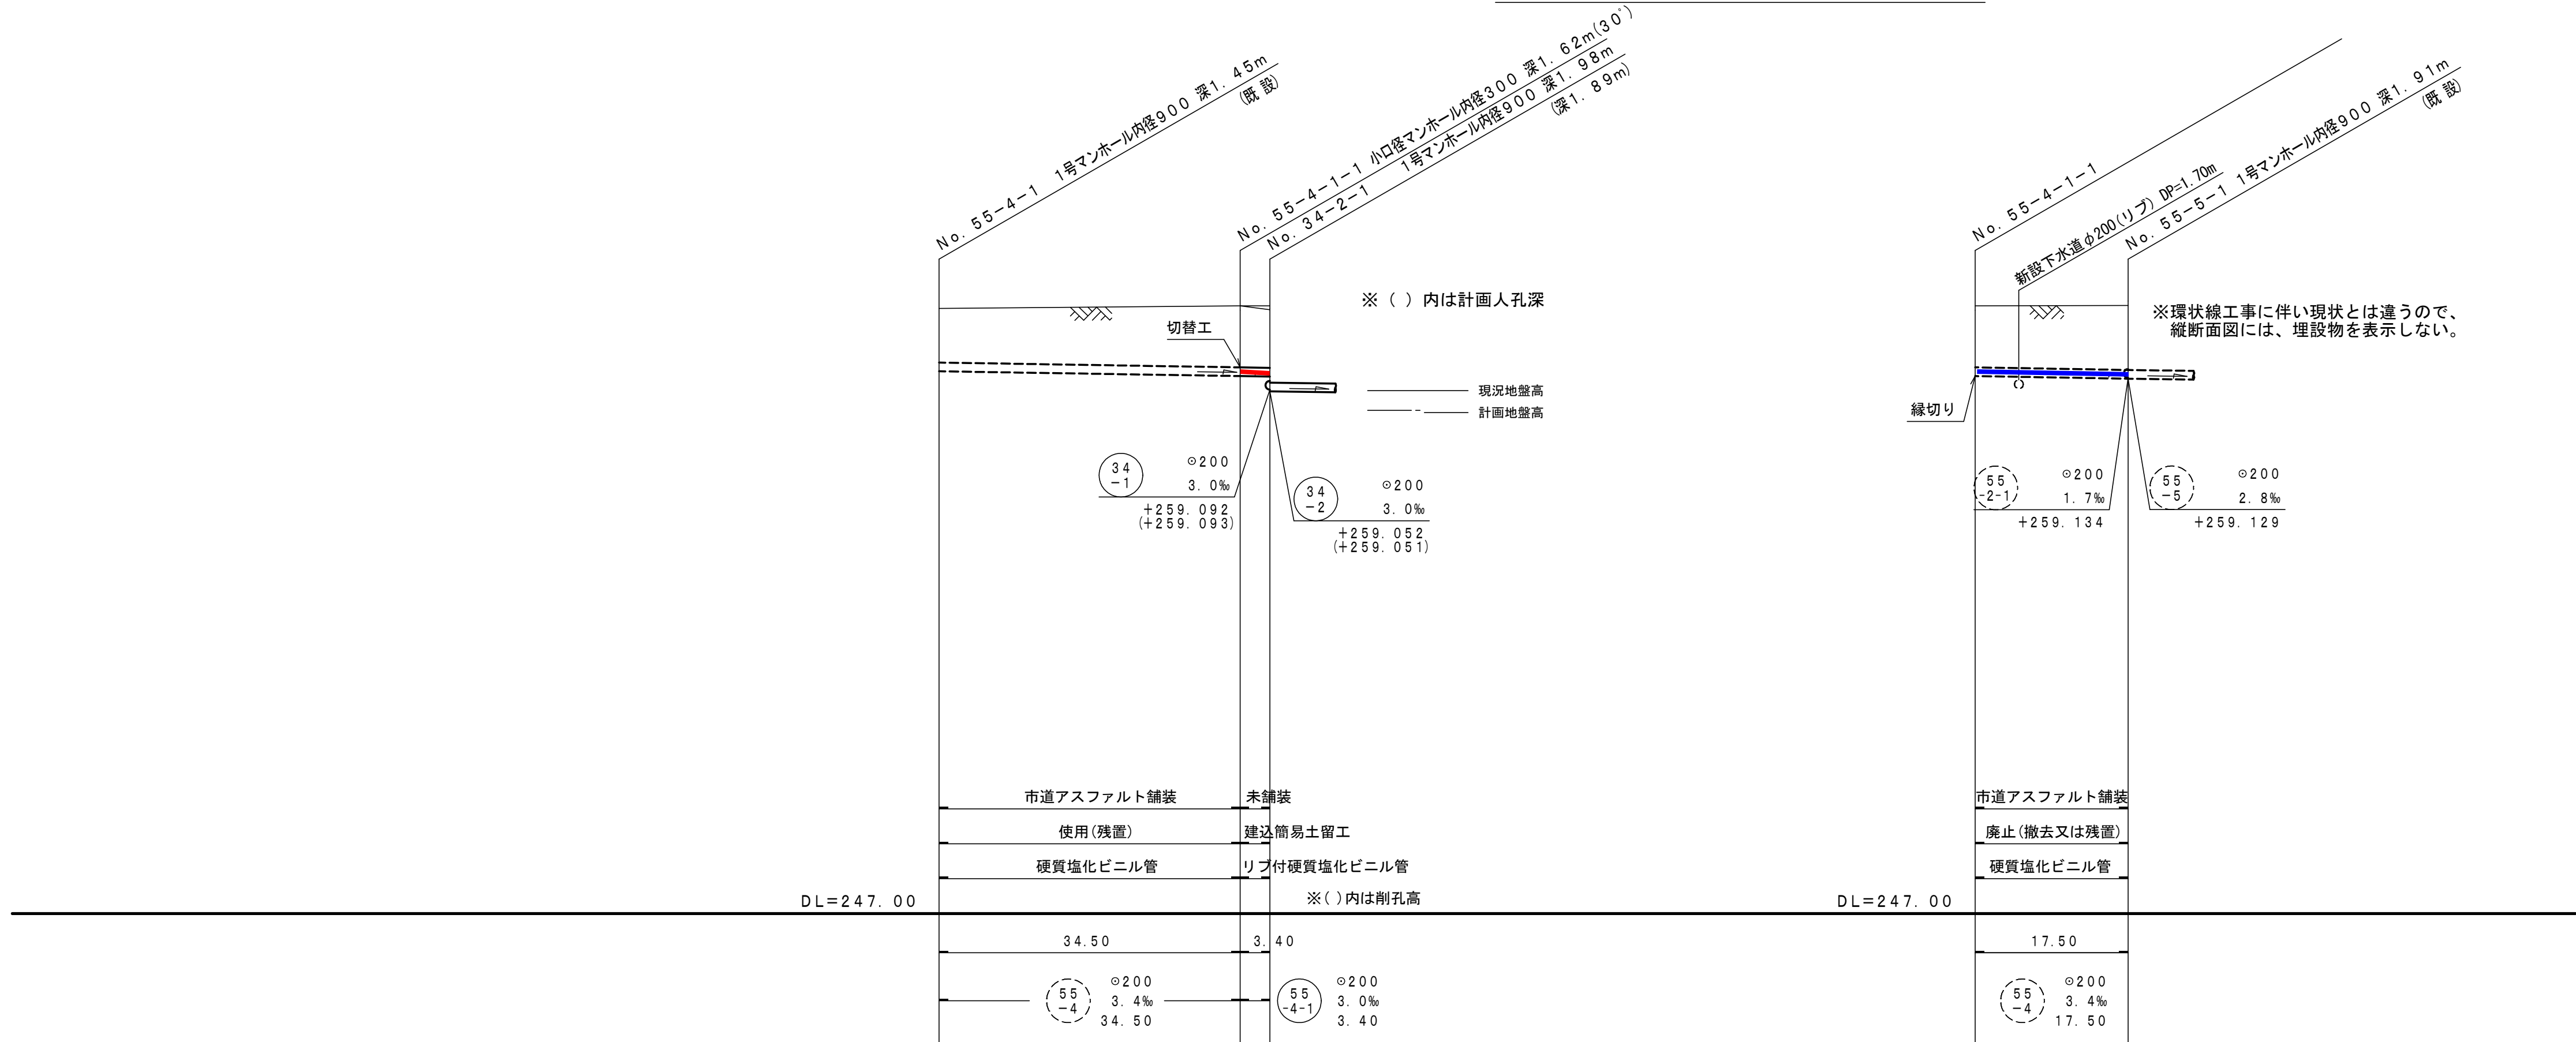 No. 55-4-1　1号マンホール内径900 深1. 45m
(既 設)
No. 55-4-1-1 小口径マンホール内径300 深1. 62m(30°)
No. 34-2-1　1号マンホール内径900 深1. 98m
(深1. 89m)
※ ( ) 内は計画人孔深
切替工
現況地盤高
計画地盤高
34
-1
⊙200
3. 0‰
+259. 092
(+259. 093)
34
-2
⊙200
3. 0‰
+259. 052
(+259. 051)
市道アスファルト舗装
未舗装
使用(残置)
建込簡易土留工
硬質塩化ビニル管
リブ付硬質塩化ビニル管
DL=247. 00
※( )内は削孔高
34.50
3. 40
55
-4
⊙200
3. 4‰
34.50
55
-4-1
⊙200
3. 0‰
3. 40
No. 55-4-1-1
新設下水道φ200(リブ) DP=1.70m
No. 55-5-1 1号マンホール内径900 深1. 91m
(既 設)
※環状線工事に伴い現状とは違うので、
縦断面図には、埋設物を表示しない。
縁切り
55
-2-1
⊙200
1. 7‰
+259. 134
55
-5
⊙200
2. 8‰
+259. 129
市道アスファルト舗装
廃止(撤去又は残置)
硬質塩化ビニル管
DL=247. 00
17.50
55
-4
⊙200
3. 4‰
17.50